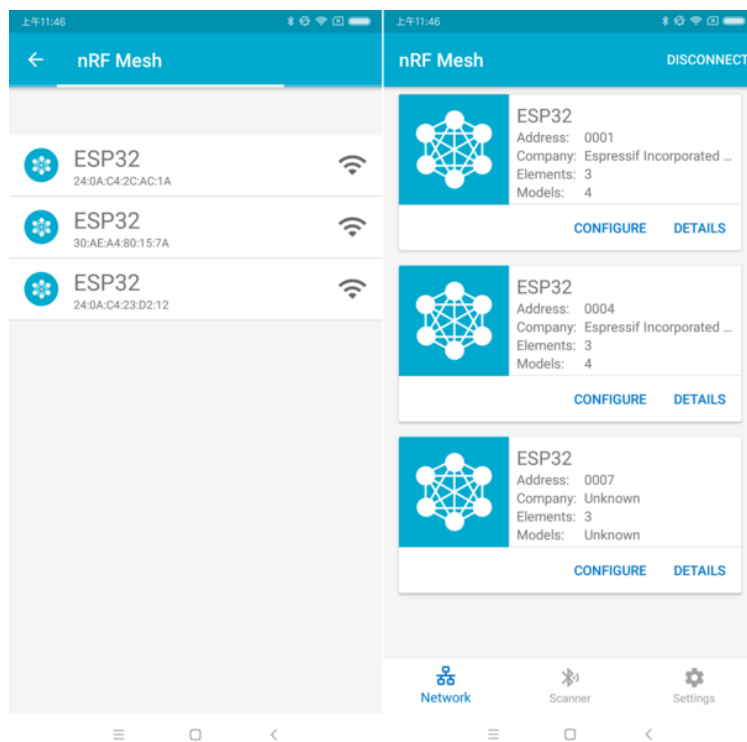 上午11:46
nRF Mesh
ESP32
24:0A:C4:2C:AC:1A
ESP32
30:AE:A4:80:15:7A
ESP32
24:0A:C4:23:D2:12
上午11:46
nRF Mesh DISCONNECT
ESP32
Address: 0001
Company: Espressif Incorporated ...
Elements: 3
Models: 4
CONFIGURE DETAILS
ESP32
Address: 0004
Company: Espressif Incorporated ...
Elements: 3
Models: 4
CONFIGURE DETAILS
ESP32
Address: 0007
Company: Unknown
Elements: 3
Models: Unknown
CONFIGURE DETAILS
Network Scanner Settings